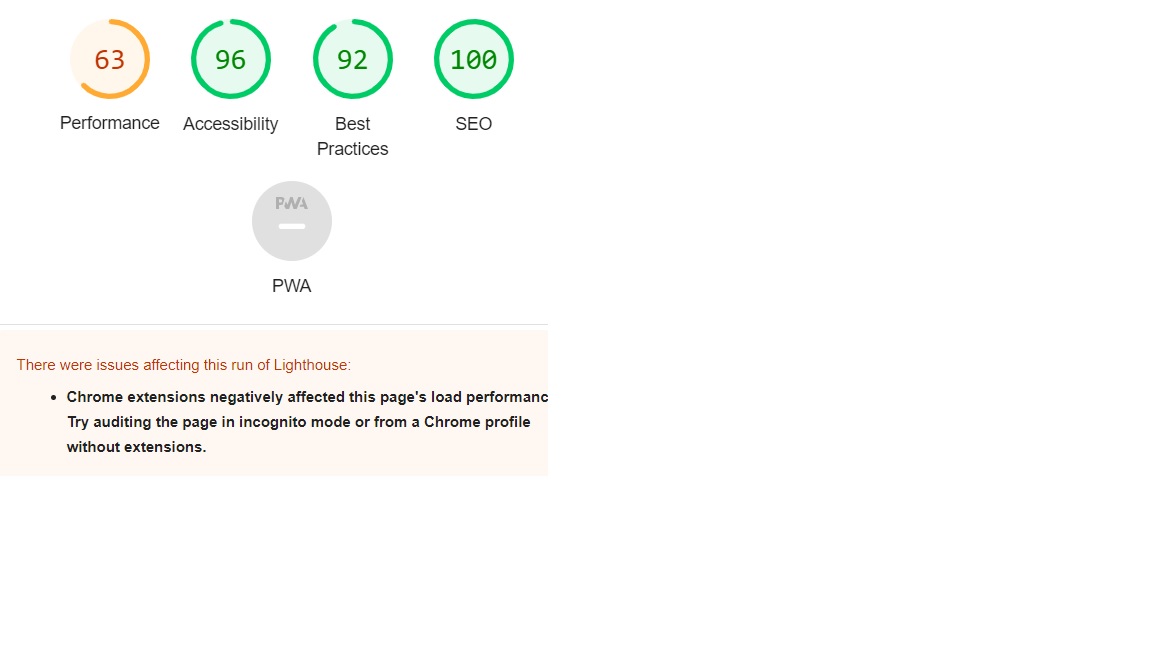 63 96 92 100
Performance Accessibility Best Practices SEO
PWA
PWA
There were issues affecting this run of Lighthouse:
• Chrome extensions negatively affected this page's load performanc
Try auditing the page in incognito mode or from a Chrome profile
without extensions.